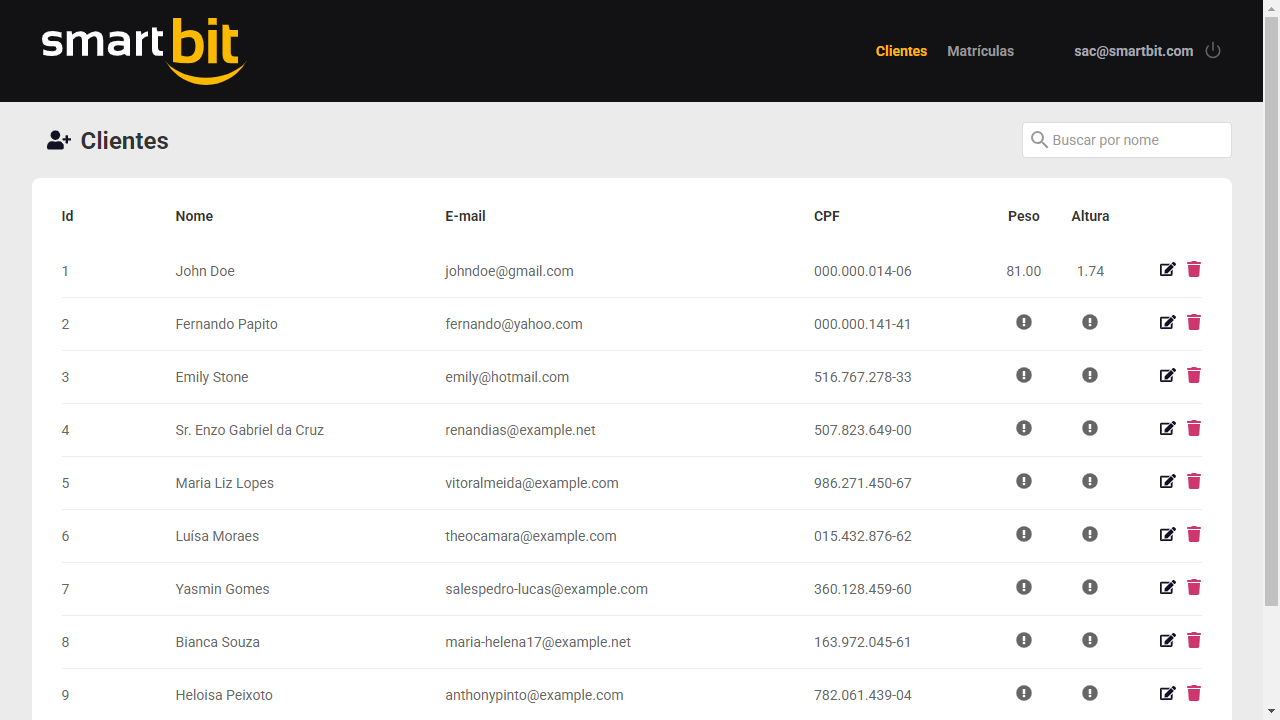 smartbit
Clientes Matrículas sac@smartbit.com
Clientes Buscar por nome
Id Nome E-mail CPF Peso Altura
1 John Doe johndoe@gmail.com 000.000.014-06 81.00 1.74
2 Fernando Papito fernando@yahoo.com 000.000.141-41
3 Emily Stone emily@hotmail.com 516.767.278-33
4 Sr. Enzo Gabriel da Cruz renandias@example.net 507.823.649-00
5 Maria Liz Lopes vitoralmeida@example.com 986.271.450-67
6 Luísa Moraes theocamara@example.com 015.432.876-62
7 Yasmin Gomes salespedro-lucas@example.com 360.128.459-60
8 Bianca Souza maria-helena17@example.net 163.972.045-61
9 Heloisa Peixoto anthonypinto@example.com 782.061.439-04